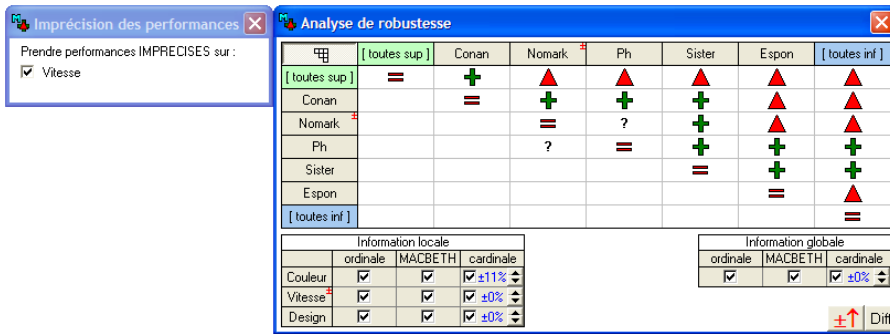 Imprécision des performances
Prendre performances IMPRECISES sur :
Vitesse
Analyse de robustesse
[ toutes sup ] Conan Nomark ± Ph Sister Espon [ toutes inf ]
[ toutes sup ] = +
Conan = + + +
Nomark ± = ? +
Ph ? = + + +
Sister = + +
Espon =
[ toutes inf ] =
Information locale
ordinale MACBETH cardinale
Couleur ±11%
Vitesse ± ±0%
Design ±0%
Information globale
ordinale MACBETH cardinale
±0%
±↑ Diff